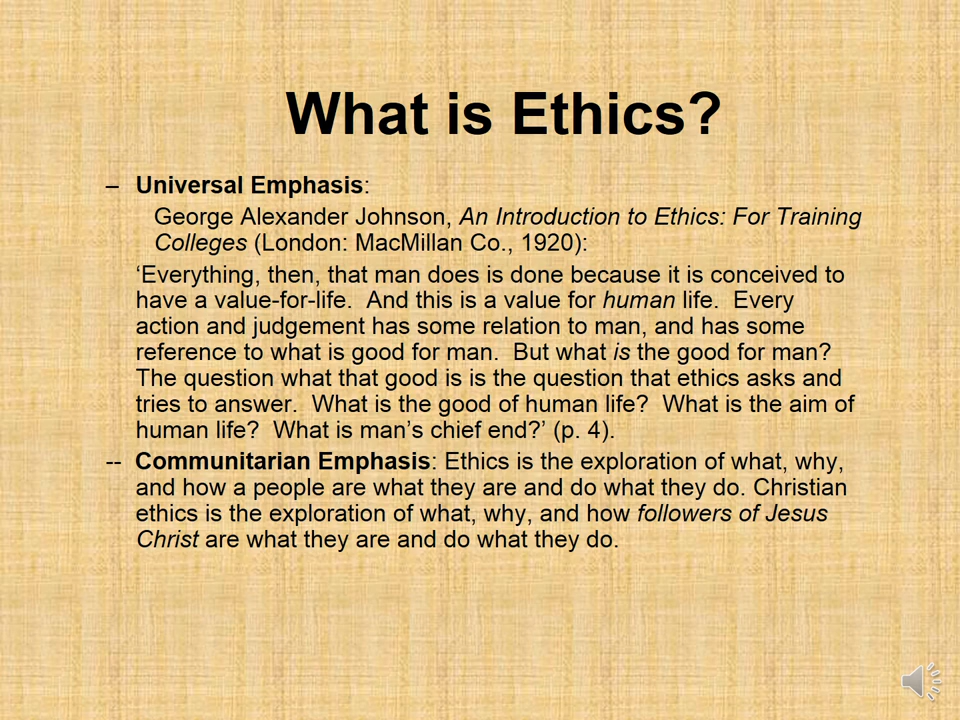 What is Ethics?
– Universal Emphasis:
George Alexander Johnson, An Introduction to Ethics: For Training
Colleges (London: MacMillan Co., 1920):
‘Everything, then, that man does is done because it is conceived to
have a value-for-life.  And this is a value for human life.  Every
action and judgement has some relation to man, and has some
reference to what is good for man.  But what is the good for man?
The question what that good is is the question that ethics asks and
tries to answer.  What is the good of human life?  What is the aim of
human life?  What is man’s chief end?’ (p. 4).
-- Communitarian Emphasis: Ethics is the exploration of what, why,
and how a people are what they are and do what they do. Christian
ethics is the exploration of what, why, and how followers of Jesus
Christ are what they are and do what they do.